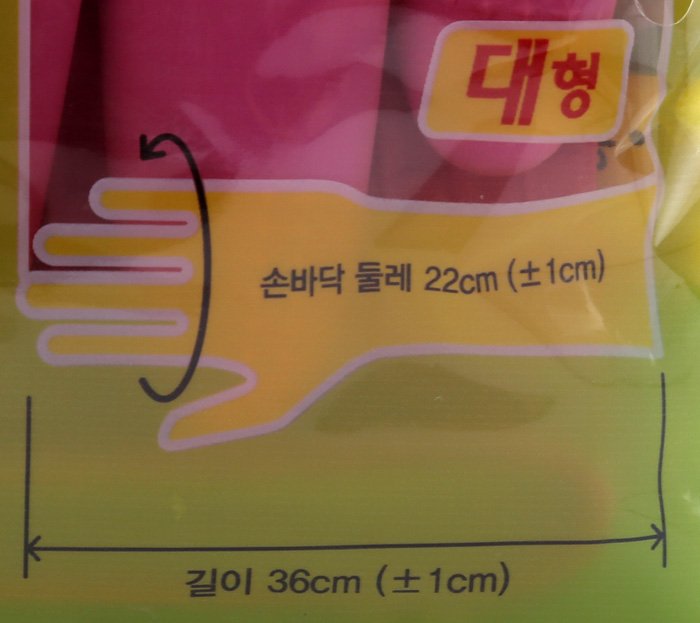 대형
손바닥 둘레 22cm (±1cm)
길이 36cm (±1cm)